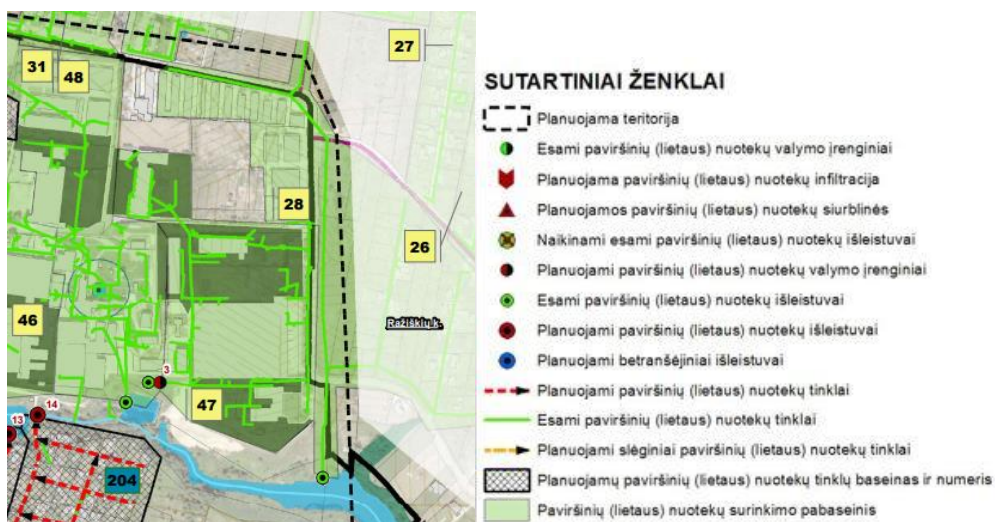 27
31
48
28
26
46
Ražiškių k.
3
47
14
13
204
SUTARTINIAI ŽENKLAI
Planuojama teritorija
Esami paviršinių (lietaus) nuotekų valymo įrenginiai
Planuojama paviršinių (lietaus) nuotekų infiltracija
Planuojamos paviršinių (lietaus) nuotekų siurblinės
Naikinami esami paviršinių (lietaus) nuotekų išleistuvai
Planuojami paviršinių (lietaus) nuotekų valymo įrenginiai
Esami paviršinių (lietaus) nuotekų išleistuvai
Planuojami paviršinių (lietaus) nuotekų išleistuvai
Planuojami betranšėjiniai išleistuvai
Planuojami paviršinių (lietaus) nuotekų tinklai
Esami paviršinių (lietaus) nuotekų tinklai
Planuojami slėginiai paviršinių (lietaus) nuotekų tinklai
Planuojamų paviršinių (lietaus) nuotekų tinklų baseinas ir numeris
Paviršinių (lietaus) nuotekų surinkimo pabaseinis